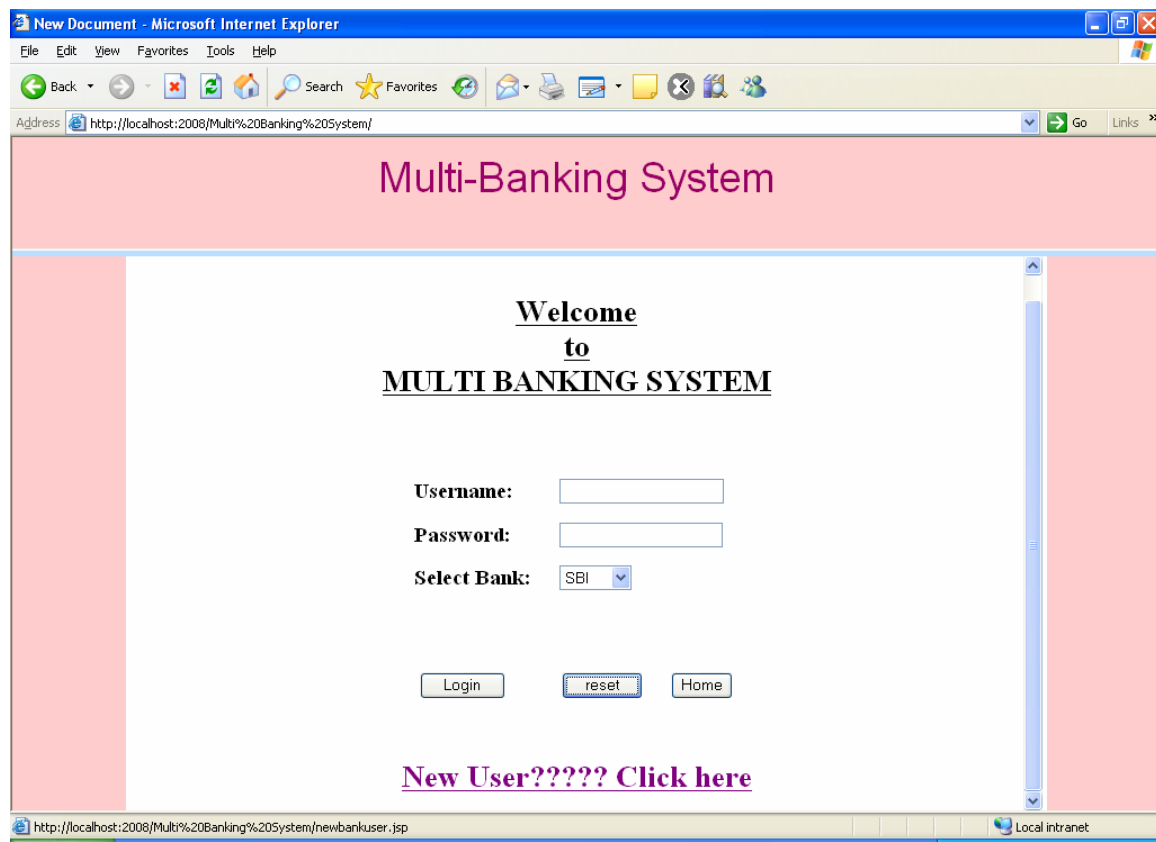 New Document - Microsoft Internet Explorer
File Edit View Favorites Tools Help
Back Search Favorites
Address http://localhost:2008/Multi%20Banking%20System/ Go Links »
Multi-Banking System
Welcome
to
MULTI BANKING SYSTEM
Username:
Password:
Select Bank: SBI
Login reset Home
New User????? Click here
http://localhost:2008/Multi%20Banking%20System/newbankuser.jsp Local intranet